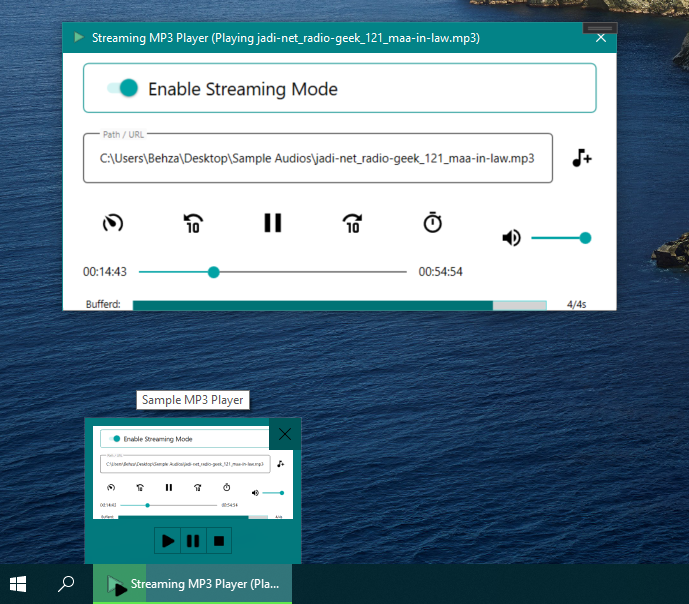 Streaming MP3 Player (Playing jadi-net_radio-geek_121_maa-in-law.mp3)
Enable Streaming Mode
Path / URL
C:\Users\Behza\Desktop\Sample Audios\jadi-net_radio-geek_121_maa-in-law.mp3
10
10
00:14:43
00:54:54
Bufferd:
4/4s
Sample MP3 Player
Enable Streaming Mode
Path / URL
C:\Users\Behza\Desktop\Sample Audios\jadi-net_radio-geek_121_maa-in-law.mp3
10
10
00:14:43
00:54:54
Bufferd:
4/4s
Streaming MP3 Player (Pla...